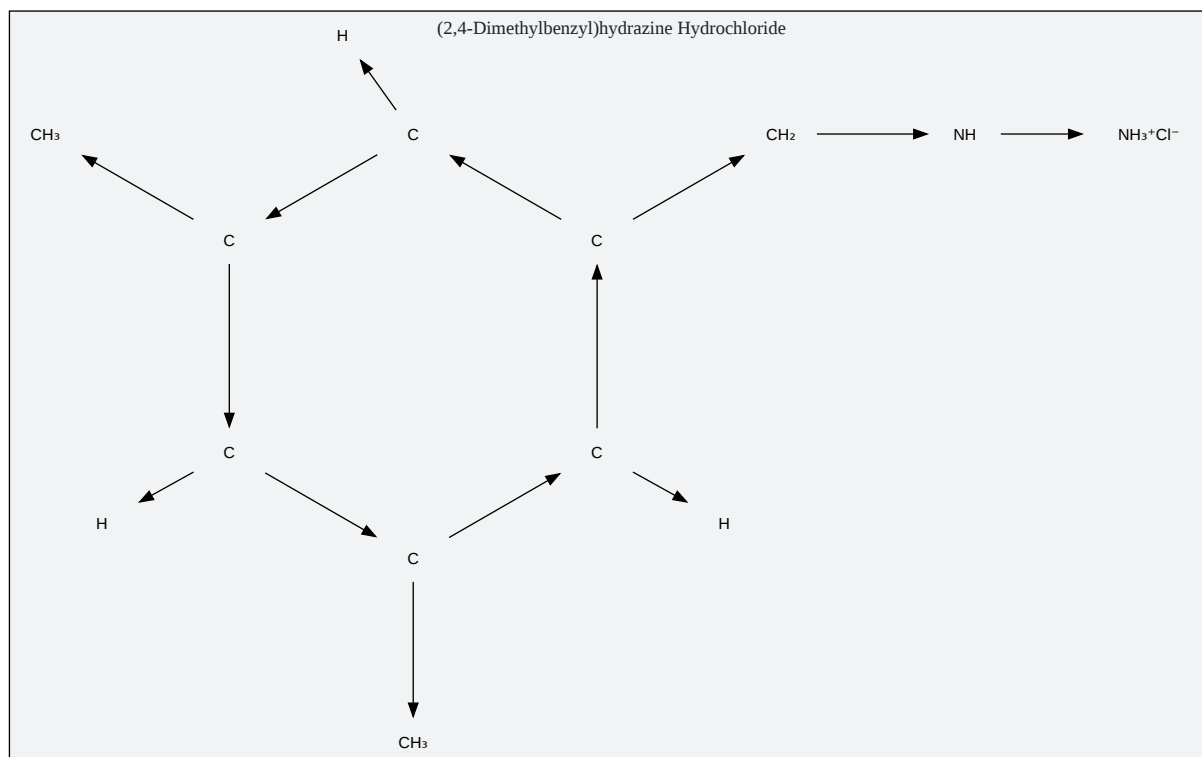 (2,4-Dimethylbenzyl)hydrazine Hydrochloride
H
CH₃
C
CH₂
NH
NH₃⁺Cl⁻
C
C
C
C
H
H
C
CH₃